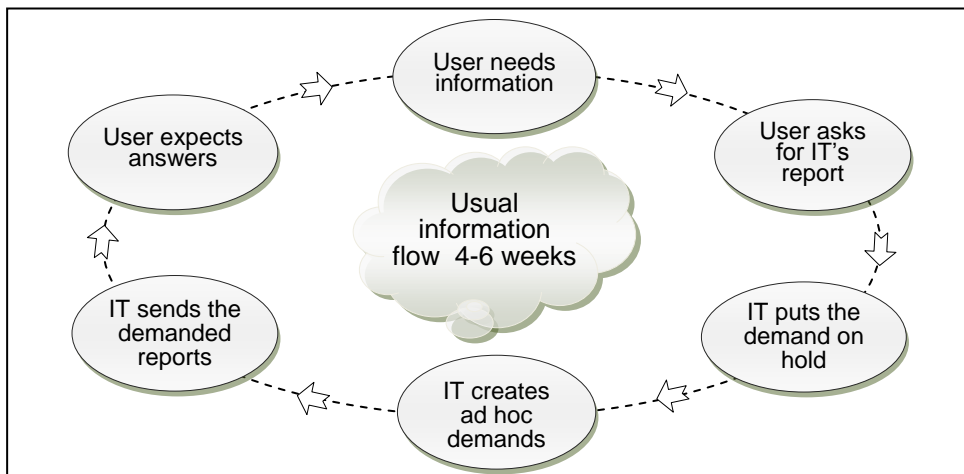 User needs
information
User asks
for IT's
report
IT puts the
demand on
hold
IT creates
ad hoc
demands
IT sends the
demanded
reports
User expects
answers
Usual
information
flow 4-6 weeks